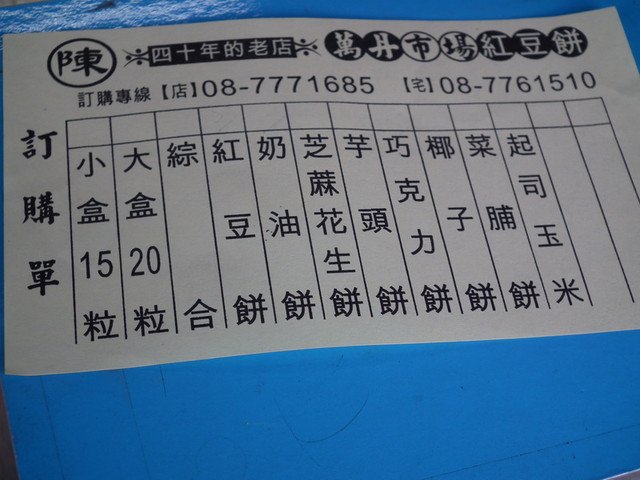 陳 ※四十年的老店※ 萬丹市場紅豆餅
訂購專線【店】08-7771685 【宅】08-7761510
訂購單
小盒15粒
大盒20粒
綜合
紅豆餅
奶油餅
芝蔴花生餅
芋頭餅
巧克力餅
椰子餅
菜脯餅
起司玉米